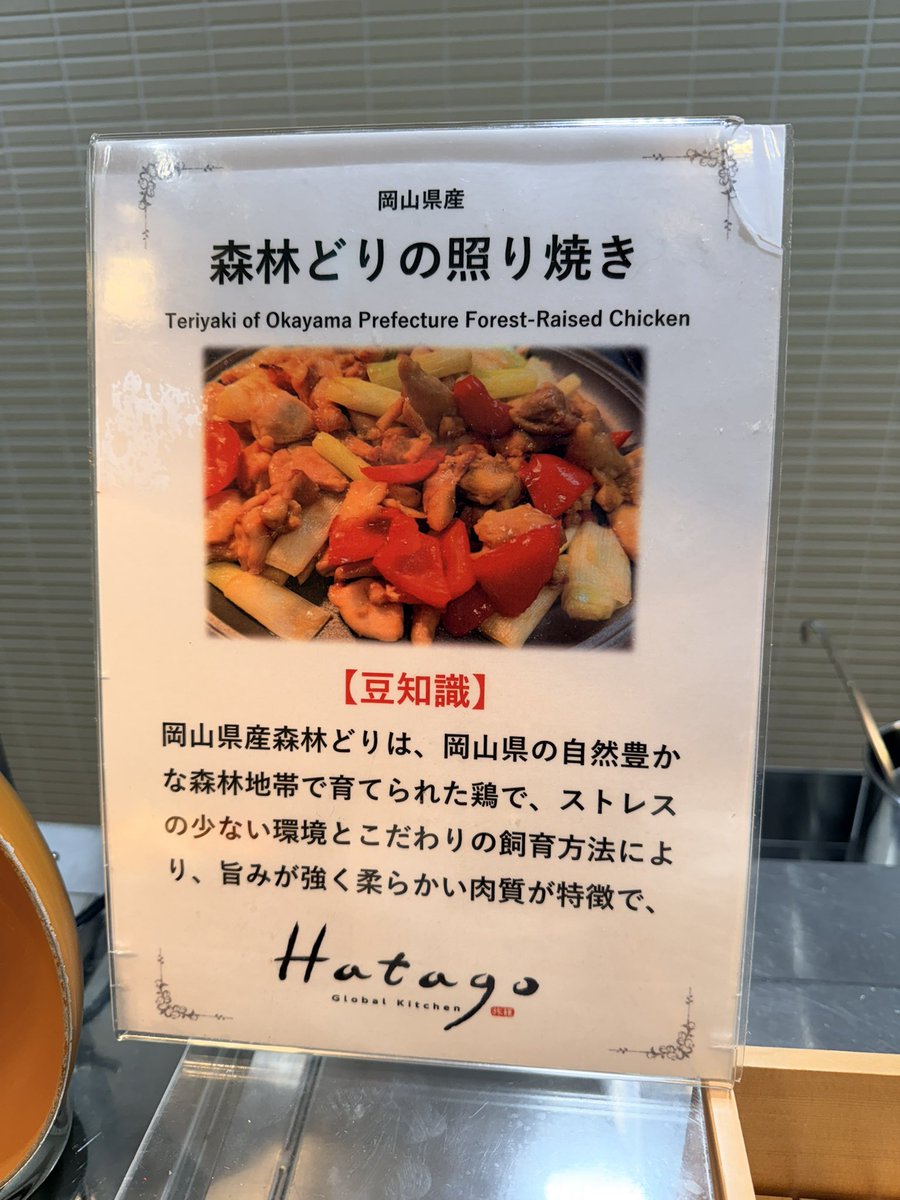 岡山県産
森林どりの照り焼き
Teriyaki of Okayama Prefecture Forest-Raised Chicken
【豆知識】
岡山県産森林どりは、岡山県の自然豊か
な森林地帯で育てられた鶏で、ストレス
の少ない環境とこだわりの飼育方法によ
り、旨みが強く柔らかい肉質が特徴で、
Hatago
Global Kitchen